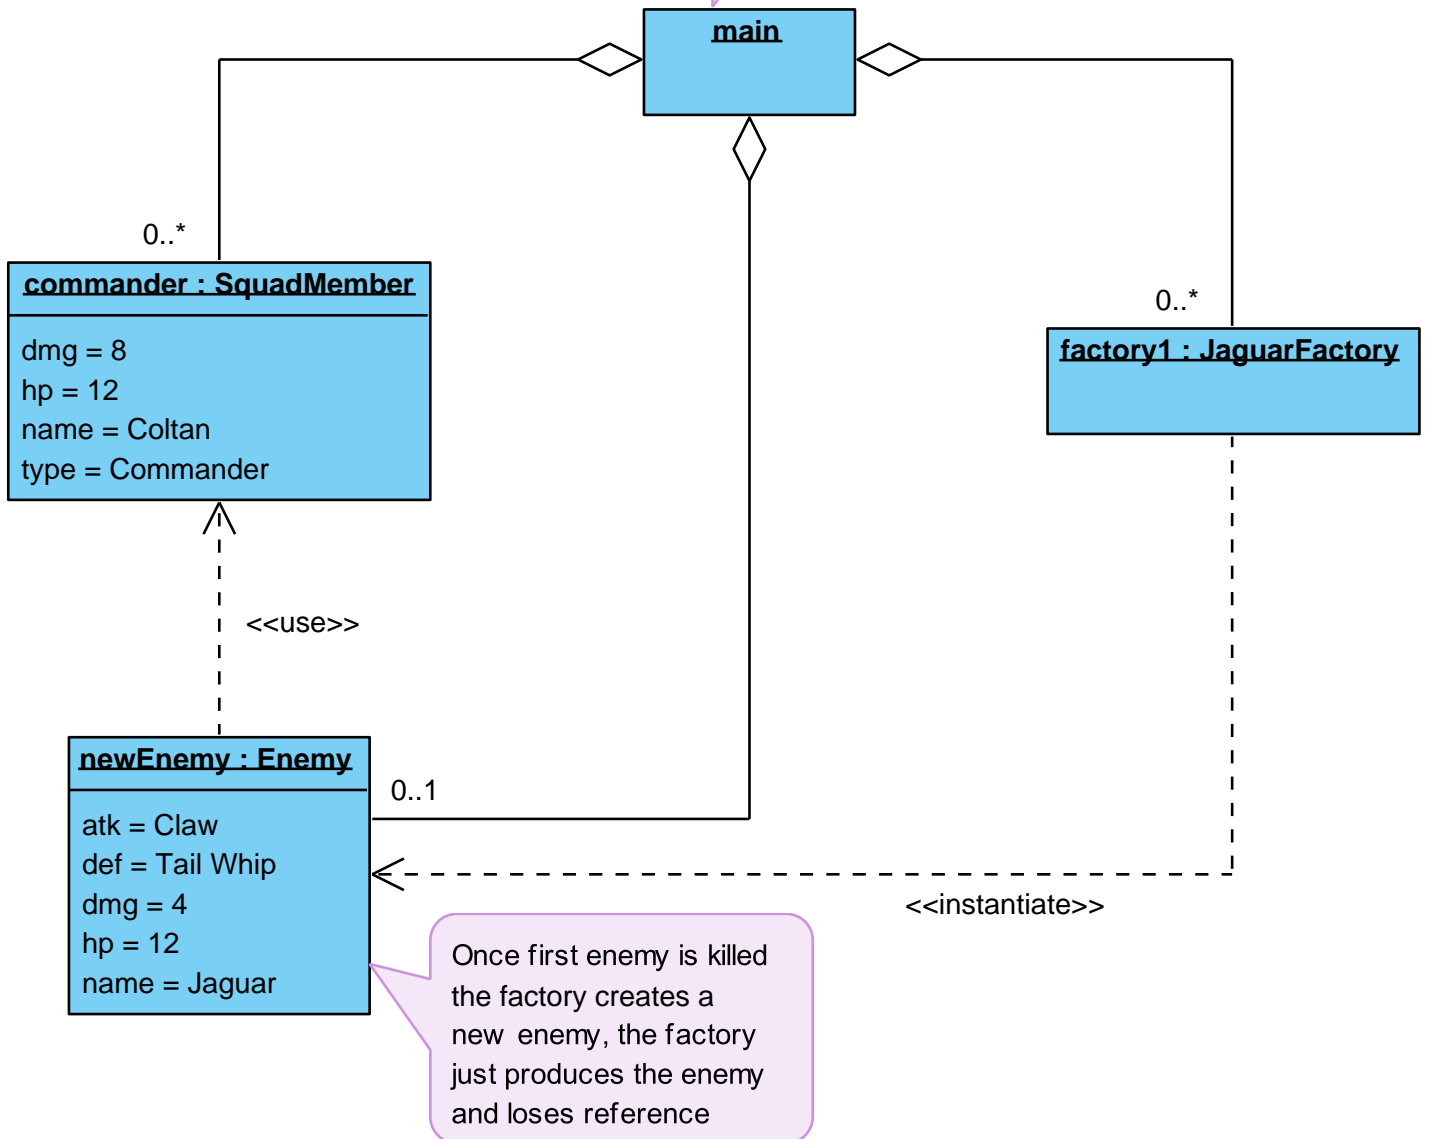 main
0..*
commander : SquadMember
dmg = 8
hp = 12
name = Coltan
type = Commander
0..*
factory1 : JaguarFactory
<<use>>
newEnemy : Enemy
atk = Claw
def = Tail Whip
dmg = 4
hp = 12
name = Jaguar
0..1
<<instantiate>>
Once first enemy is killed
the factory creates a
new enemy, the factory
just produces the enemy
and loses reference